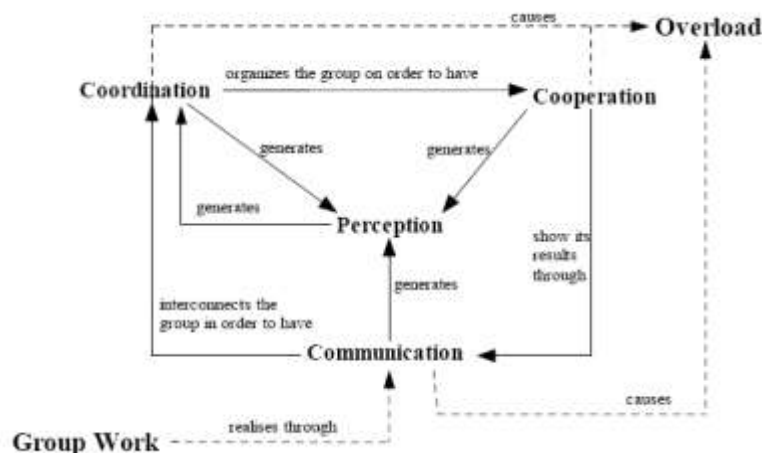 causes
Overload
organizes the group on order to have
Coordination
Cooperation
generates
generates
generates
Perception
show its
results
through
generates
interconnects the
group in order to have
Communication
causes
realises through
Group Work